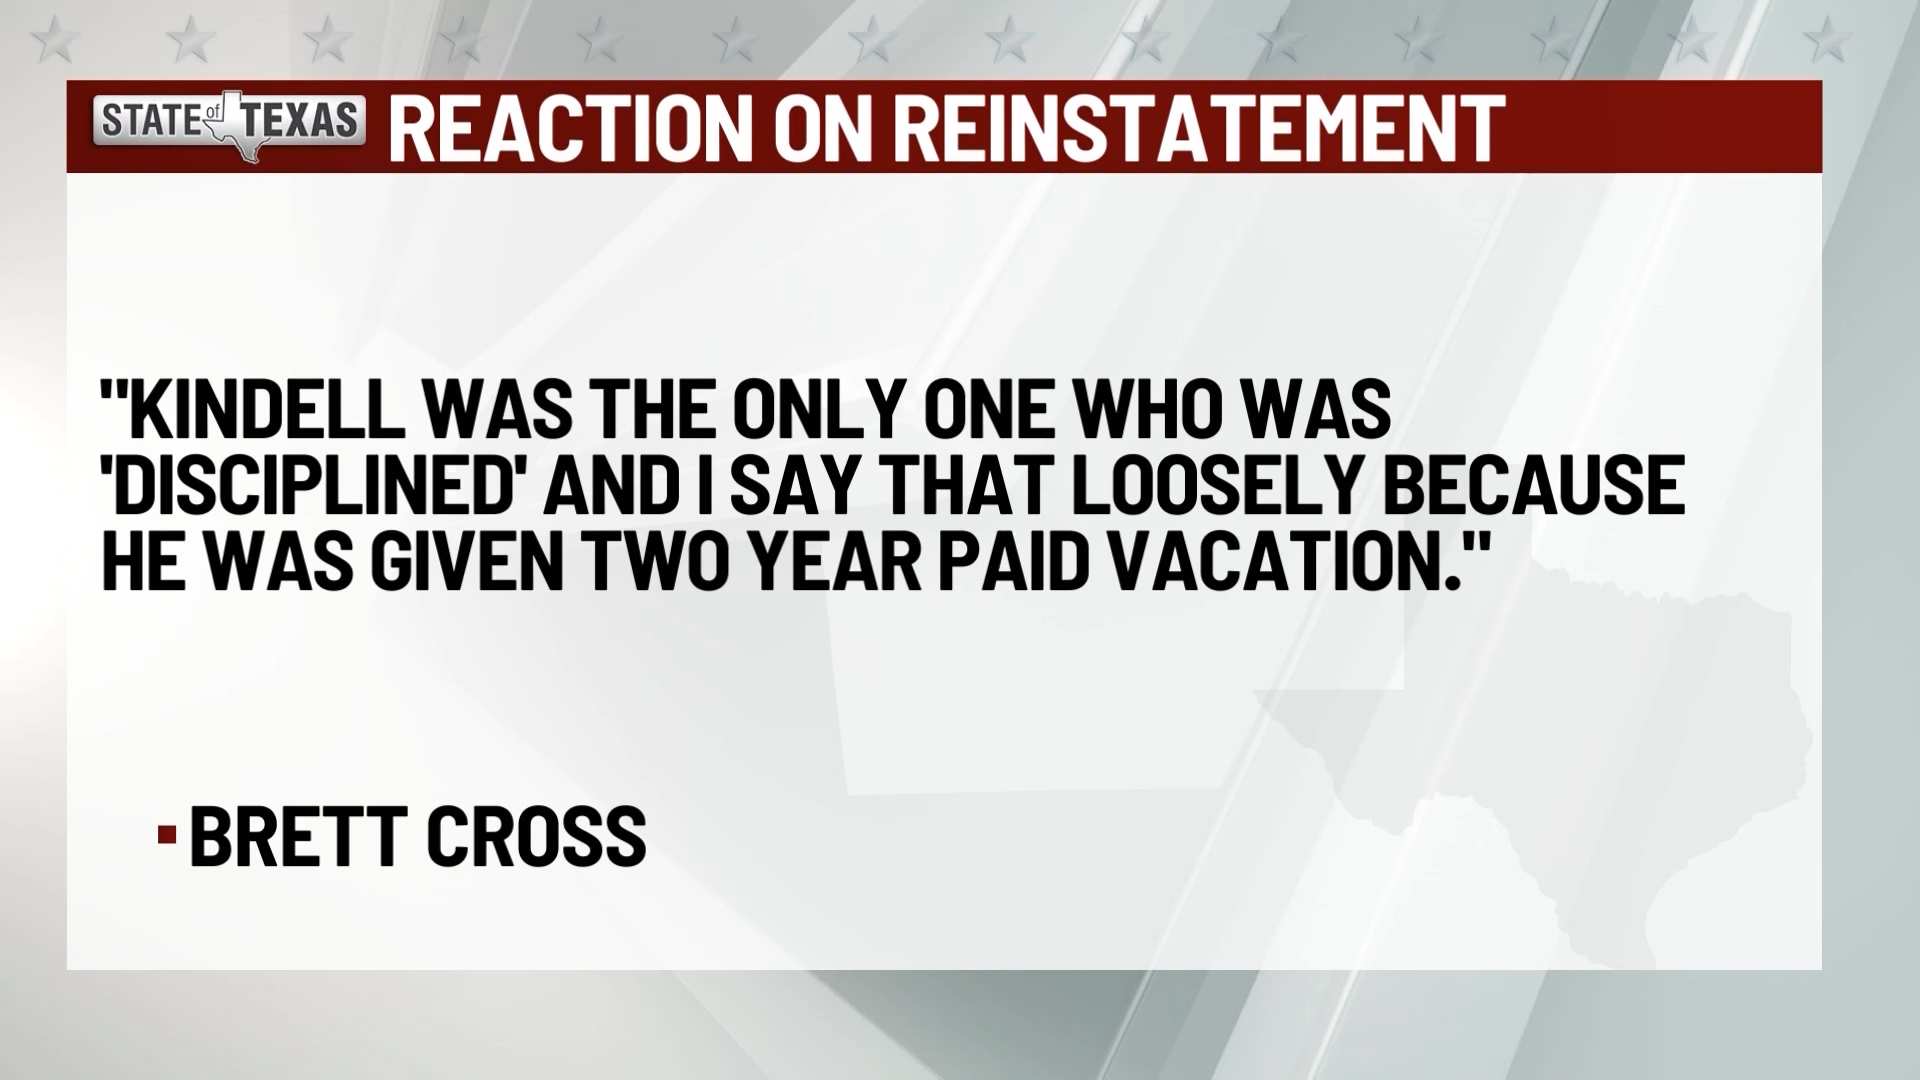 STATE of TEXAS REACTION ON REINSTATEMENT
"KINDELL WAS THE ONLY ONE WHO WAS
'DISCIPLINED' AND I SAY THAT LOOSELY BECAUSE
HE WAS GIVEN TWO YEAR PAID VACATION."
▪ BRETT CROSS